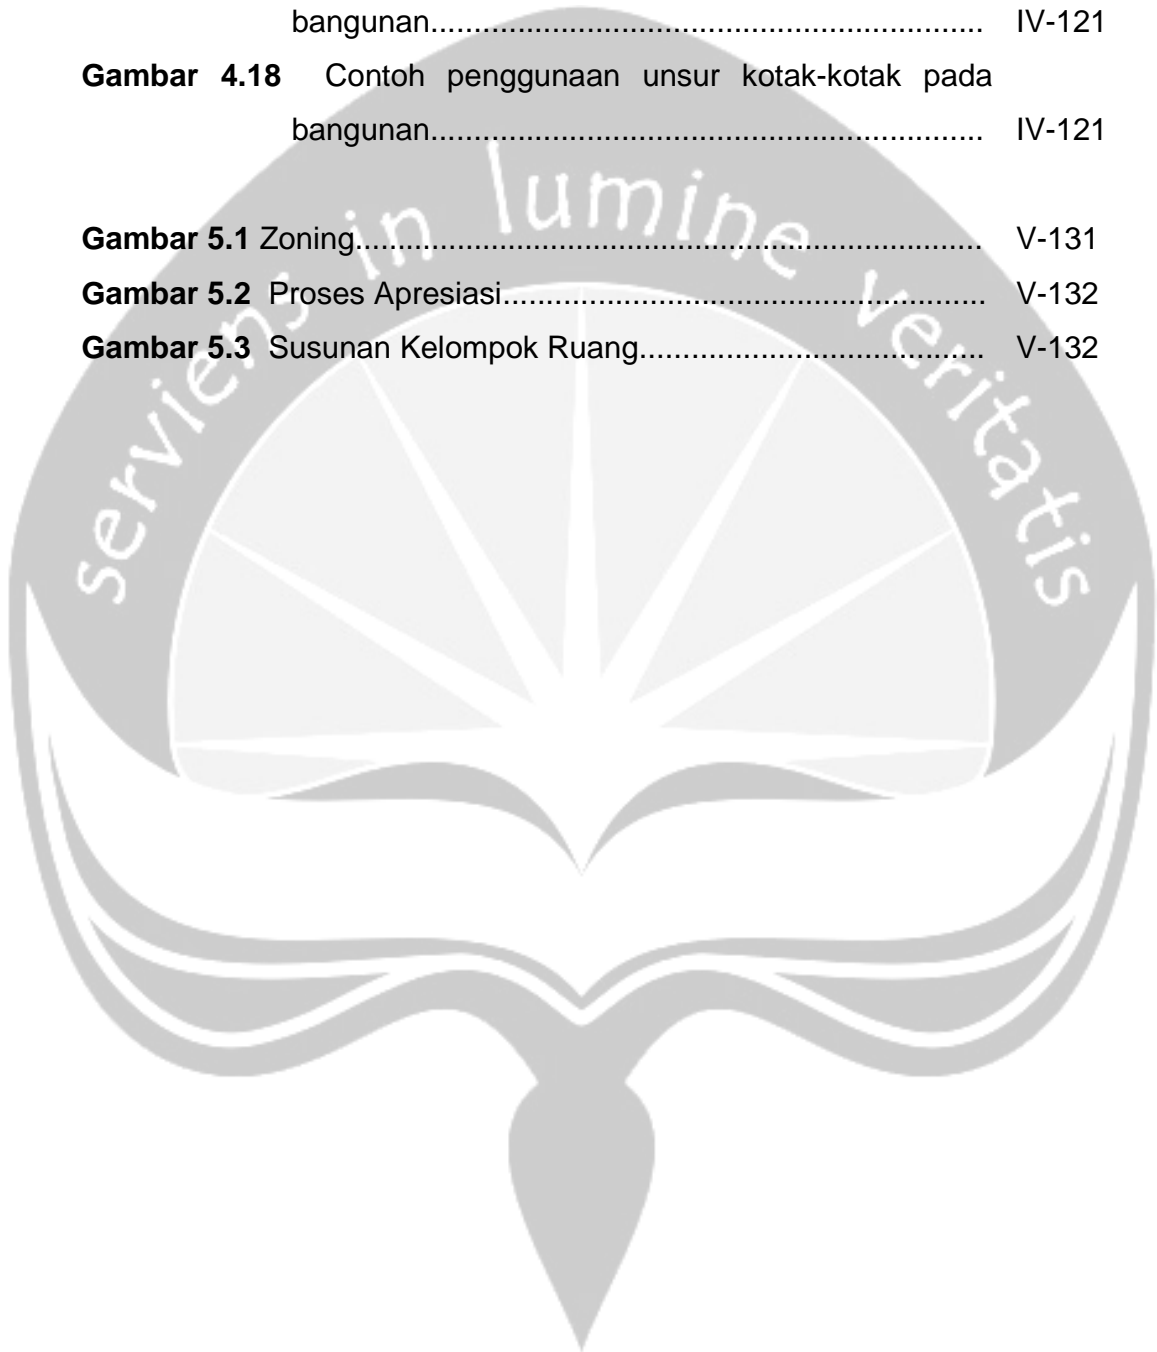 bangunan............................................................... IV-121
Gambar 4.18 Contoh penggunaan unsur kotak-kotak pada
bangunan............................................................... IV-121
serviens in lumine veritatis
Gambar 5.1 Zoning....................................................................... V-131
Gambar 5.2 Proses Apresiasi....................................................... V-132
Gambar 5.3 Susunan Kelompok Ruang....................................... V-132